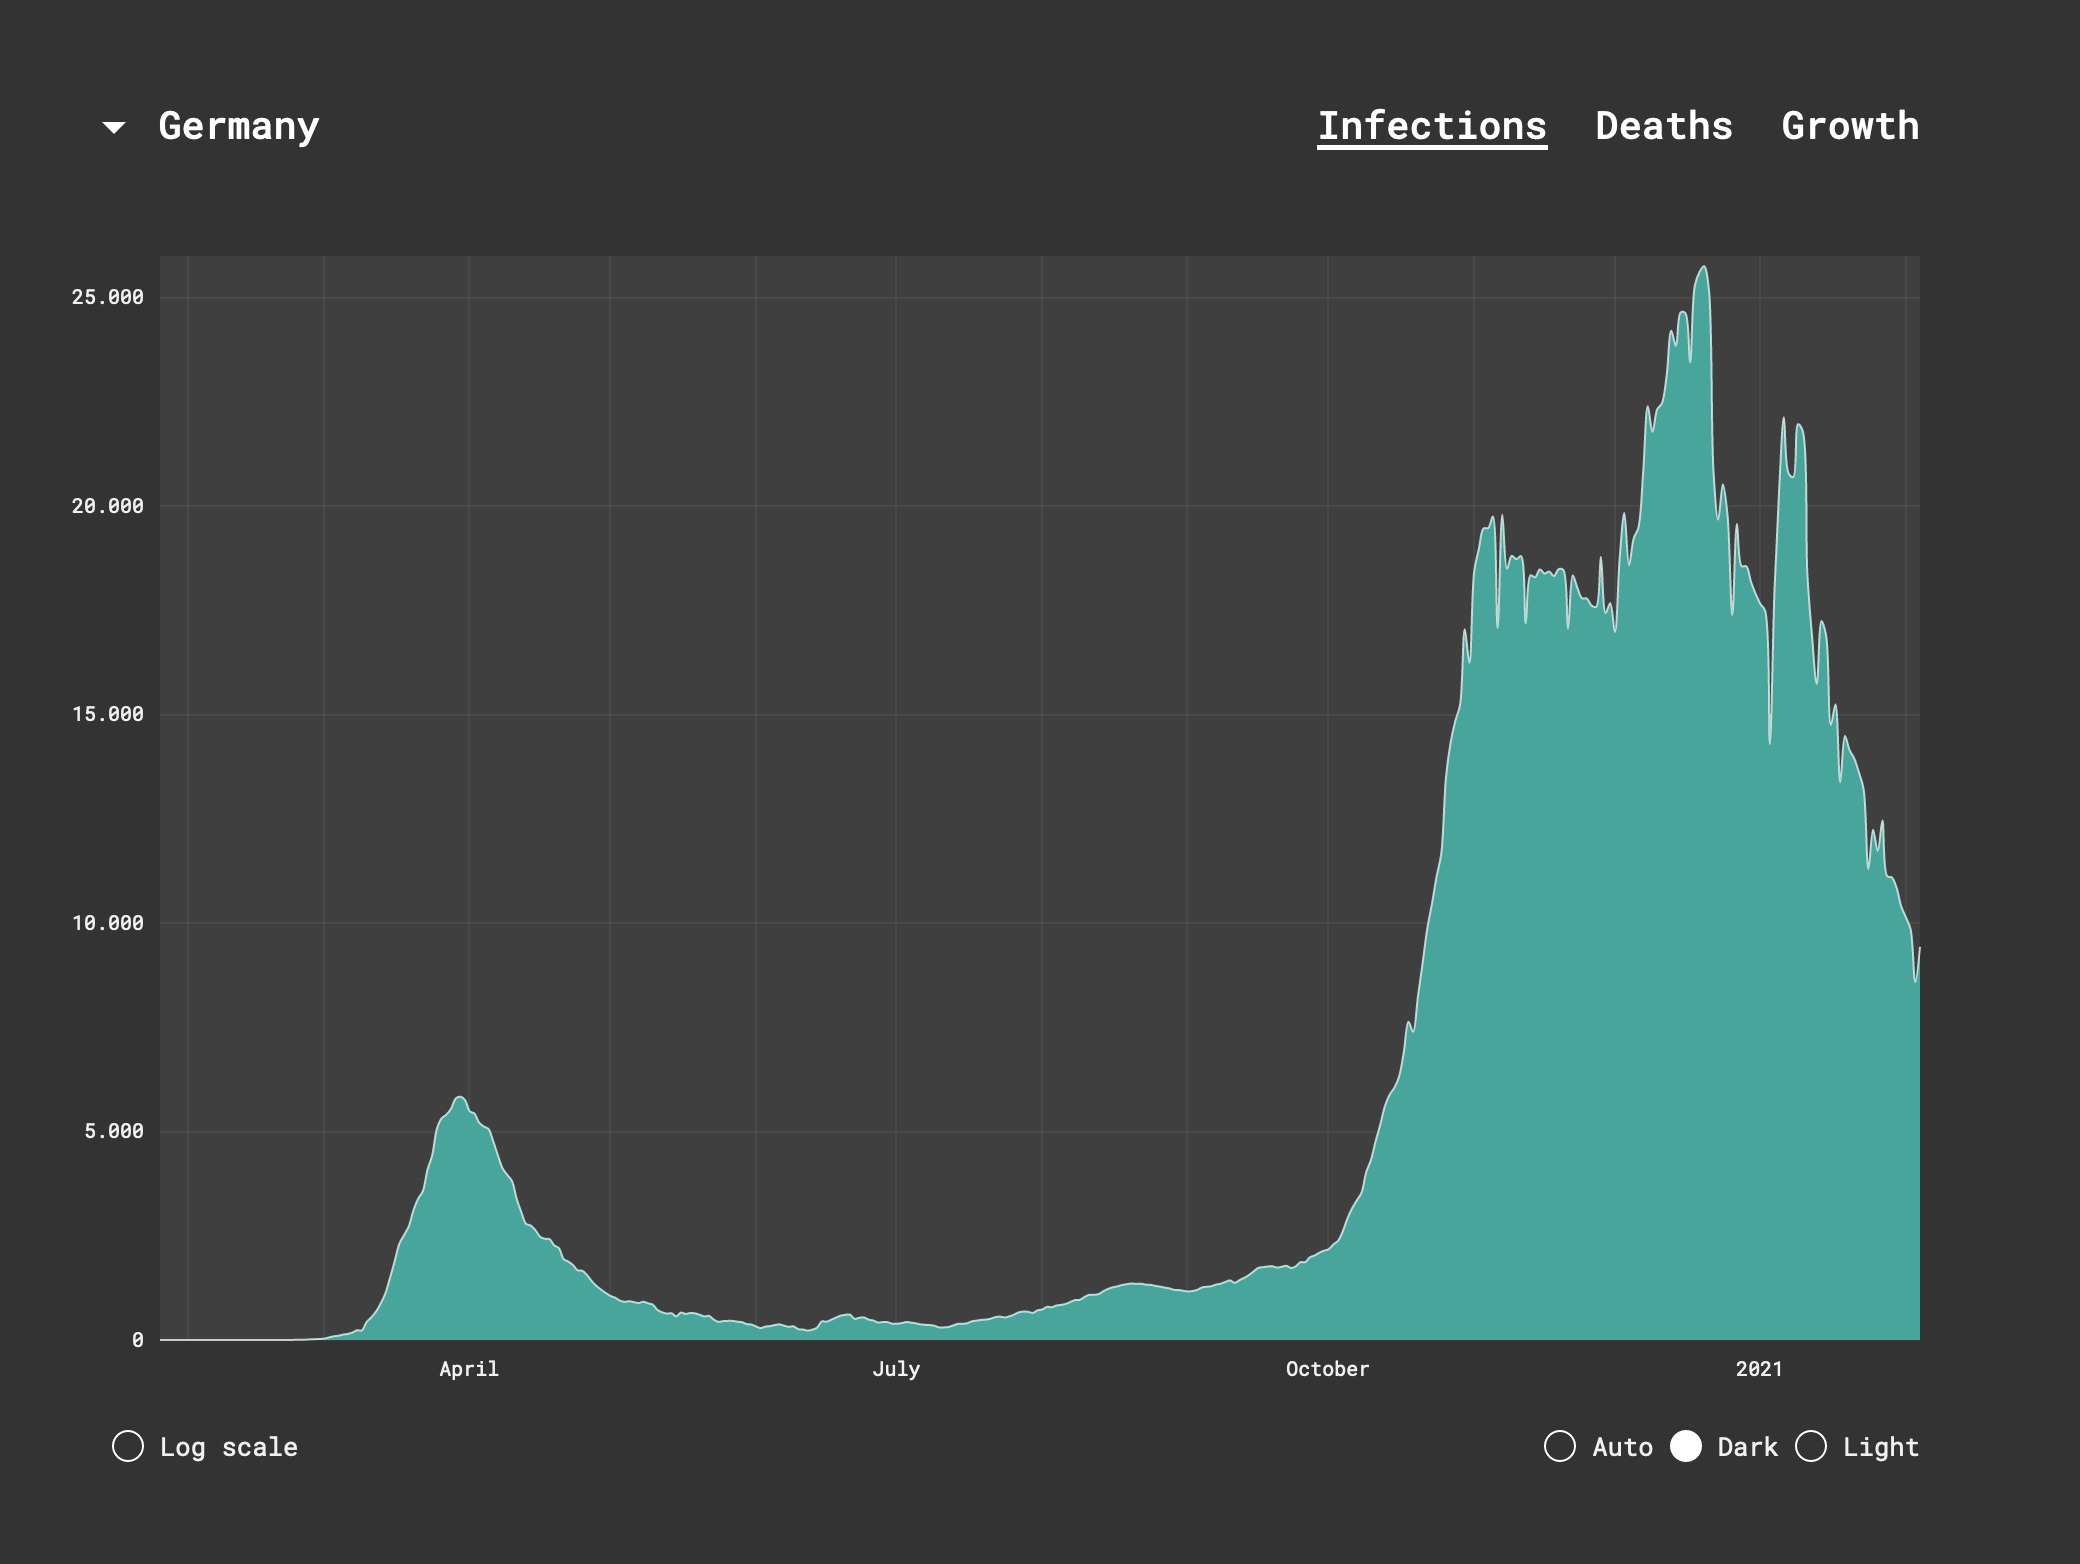 Germany
Infections Deaths Growth
25.000
20.000
15.000
10.000
5.000
0
April July October 2021
Log scale
Auto Dark Light